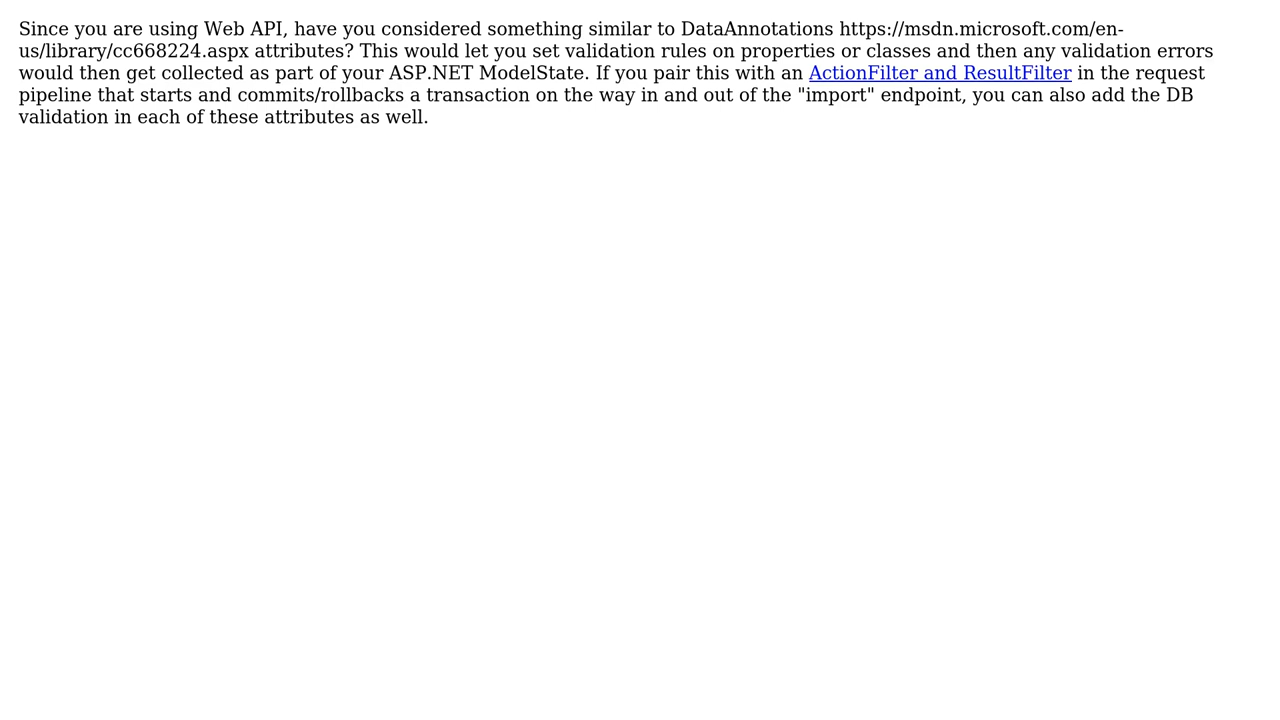 Since you are using Web API, have you considered something similar to DataAnnotations https://msdn.microsoft.com/en-
us/library/cc668224.aspx attributes? This would let you set validation rules on properties or classes and then any validation errors
would then get collected as part of your ASP.NET ModelState. If you pair this with an ActionFilter and ResultFilter in the request
pipeline that starts and commits/rollbacks a transaction on the way in and out of the "import" endpoint, you can also add the DB
validation in each of these attributes as well.